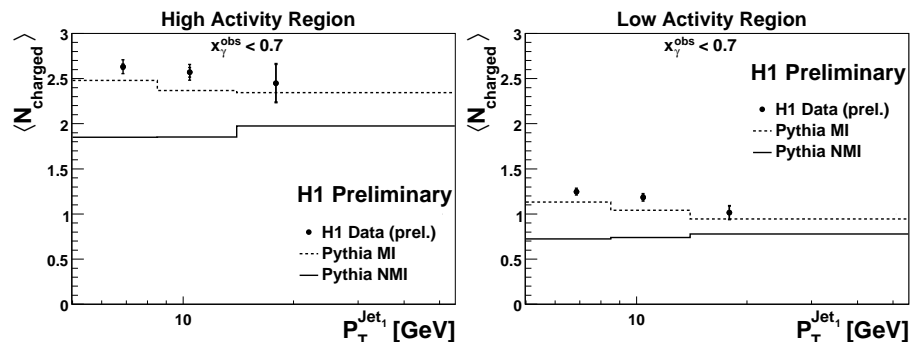 High Activity Region
x_γ^obs < 0.7
⟨N_charged⟩
3
2.5
2
1.5
1
0.5
0
H1 Preliminary
H1 Data (prel.)
Pythia MI
Pythia NMI
10
P_T^Jet_1 [GeV]
Low Activity Region
x_γ^obs < 0.7
⟨N_charged⟩
3
2.5
2
1.5
1
0.5
0
H1 Preliminary
H1 Data (prel.)
Pythia MI
Pythia NMI
10
P_T^Jet_1 [GeV]